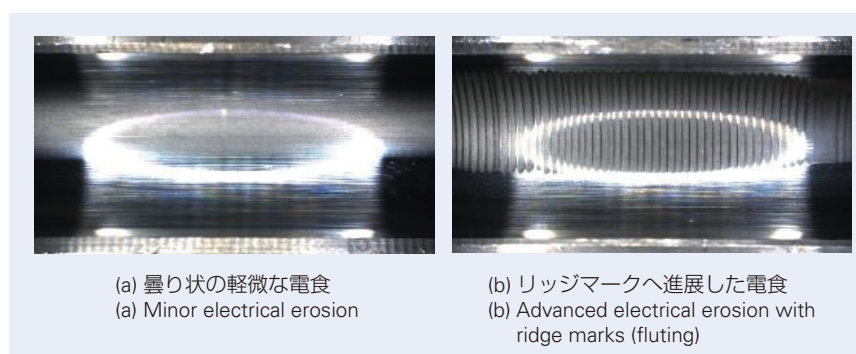 (a) 曇り状の軽微な電食
(a) Minor electrical erosion
(b) リッジマークへ進展した電食
(b) Advanced electrical erosion with
ridge marks (fluting)